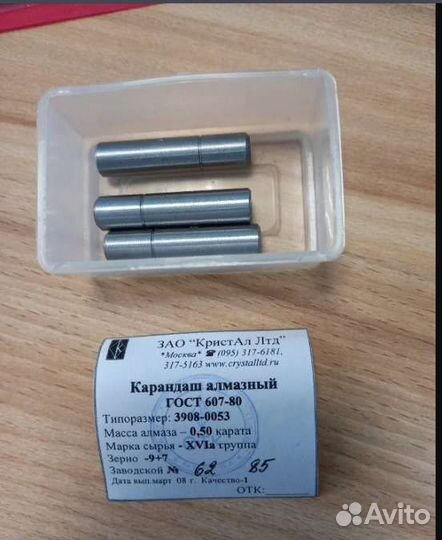 ЗАО "КристАл Лтд"
*Москва* ☎ (095) 317-6181,
317-5163 www.crystalltd.ru
Карандаш алмазный
ГОСТ 607-80
Типоразмер: 3908-0053
Масса алмаза – 0,50 карата
Марка сырья - XVIа группа
Зерно -9+7
Заводской № 62 85
Дата вып.март 08 г. Качество-1
ОТК:
Avito